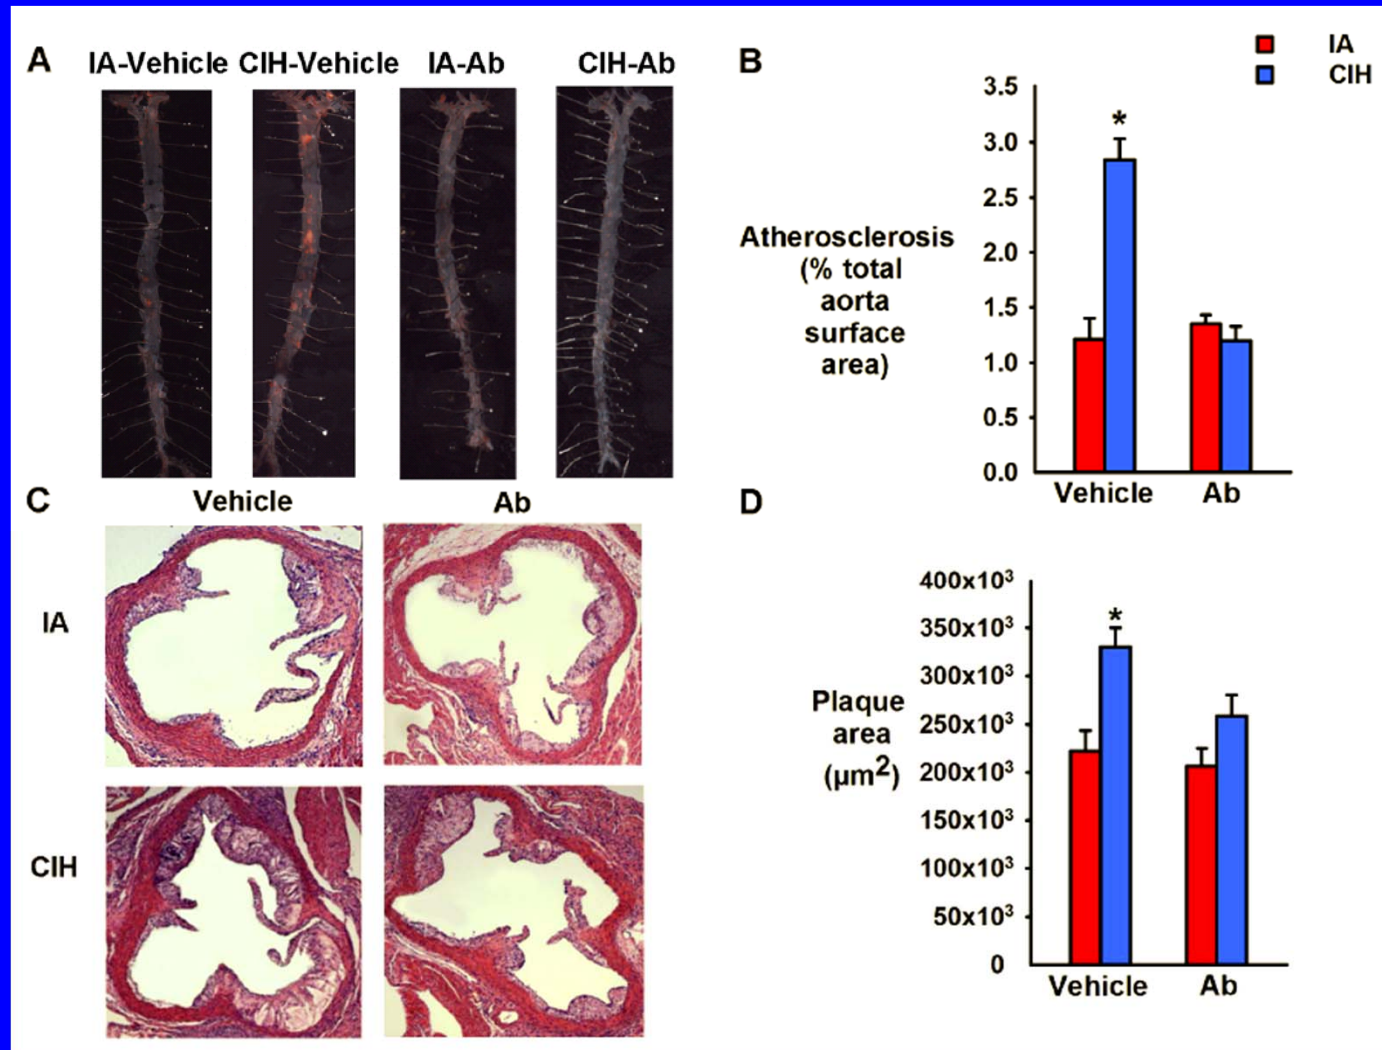 A
IA-Vehicle CIH-Vehicle IA-Ab CIH-Ab
B
IA
CIH
3.5
3.0
2.5
2.0
1.5
1.0
0.5
0.0
*
Atherosclerosis
(% total
aorta
surface
area)
Vehicle Ab
C
Vehicle Ab
IA
CIH
D
400x10³
350x10³
300x10³
250x10³
200x10³
150x10³
100x10³
50x10³
0
*
Plaque
area
(µm²)
Vehicle Ab